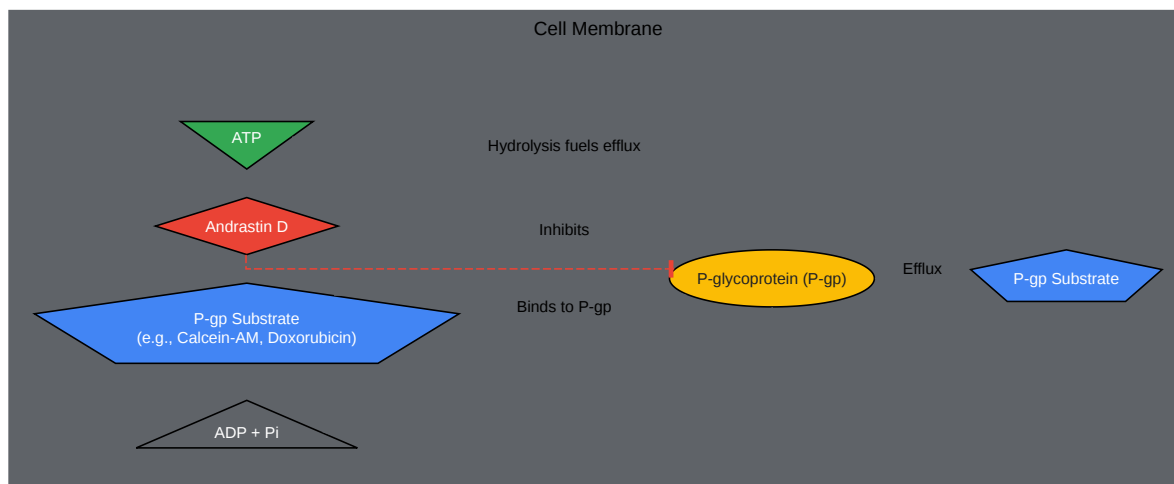 Cell Membrane
ATP
Hydrolysis fuels efflux
Andrastin D
Inhibits
P-glycoprotein (P-gp)
Efflux
P-gp Substrate
Binds to P-gp
P-gp Substrate
(e.g., Calcein-AM, Doxorubicin)
ADP + Pi